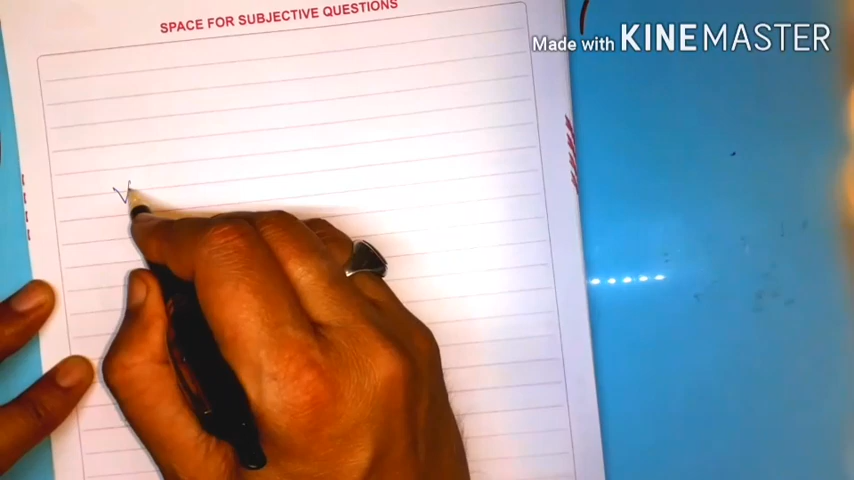 SPACE FOR SUBJECTIVE QUESTIONS
Made with KINEMASTER